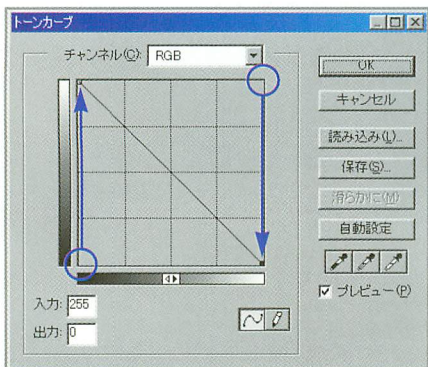 トーンカーブ
チャンネル(C): RGB
OK
キャンセル
読み込み(L)...
保存(S)...
滑らかに(M)
自動設定
プレビュー(P)
入力: 255
出力: 0